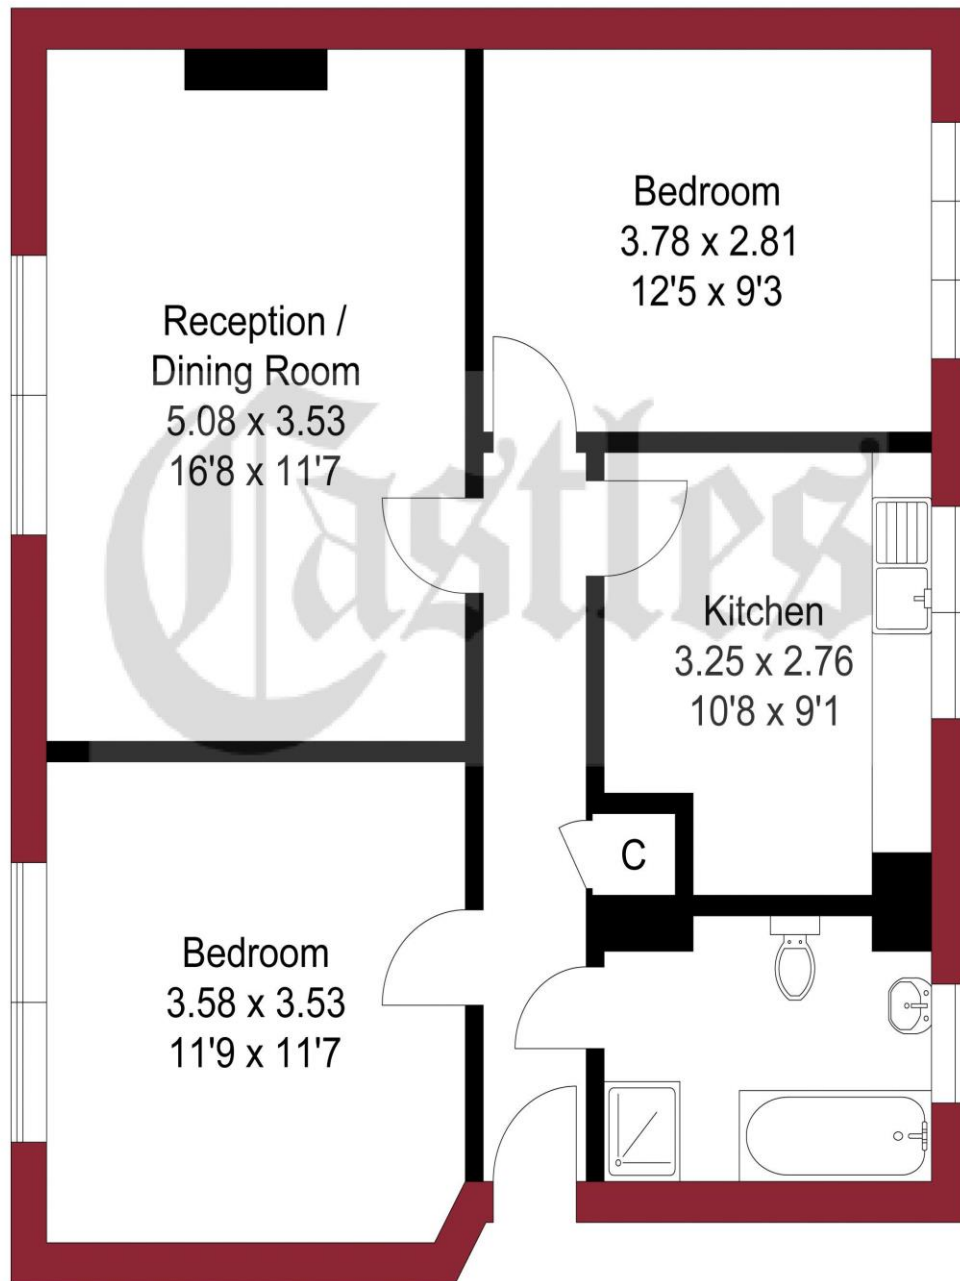 Bedroom
3.78 x 2.81
12'5 x 9'3
Reception /
Dining Room
5.08 x 3.53
16'8 x 11'7
Castles
Kitchen
3.25 x 2.76
10'8 x 9'1
C
Bedroom
3.58 x 3.53
11'9 x 11'7